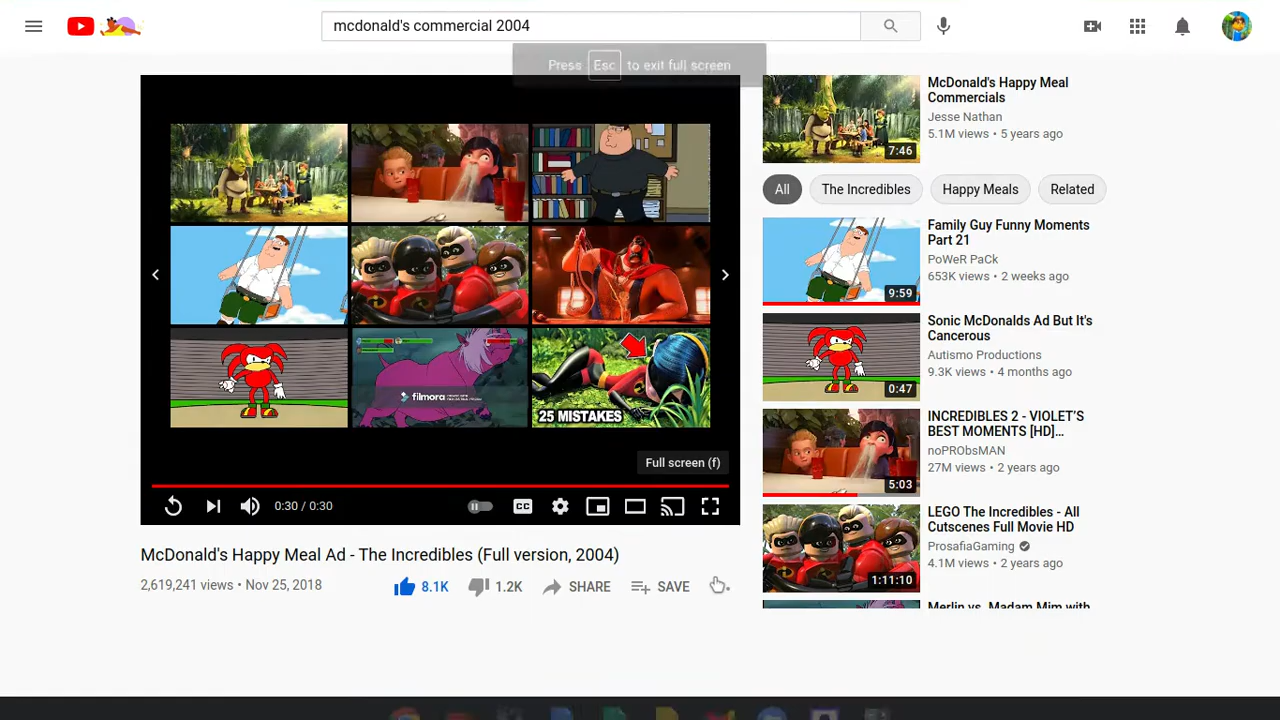 mcdonald's commercial 2004
Press Esc to exit full screen
filmora
25 MISTAKES
Full screen (f)
0:30 / 0:30
CC
McDonald's Happy Meal Ad - The Incredibles (Full version, 2004)
2,619,241 views • Nov 25, 2018
8.1K
1.2K
SHARE
SAVE
7:46
McDonald's Happy Meal
Commercials
Jesse Nathan
5.1M views • 5 years ago
All
The Incredibles
Happy Meals
Related
9:59
Family Guy Funny Moments
Part 21
PoWeR PaCk
653K views • 2 weeks ago
0:47
Sonic McDonalds Ad But It's
Cancerous
Autismo Productions
9.3K views • 4 months ago
5:03
INCREDIBLES 2 - VIOLET'S
BEST MOMENTS [HD]...
noPRObsMAN
27M views • 2 years ago
1:11:10
LEGO The Incredibles - All
Cutscenes Full Movie HD
ProsafiaGaming
4.1M views • 2 years ago
Merlin vs. Madam Mim with